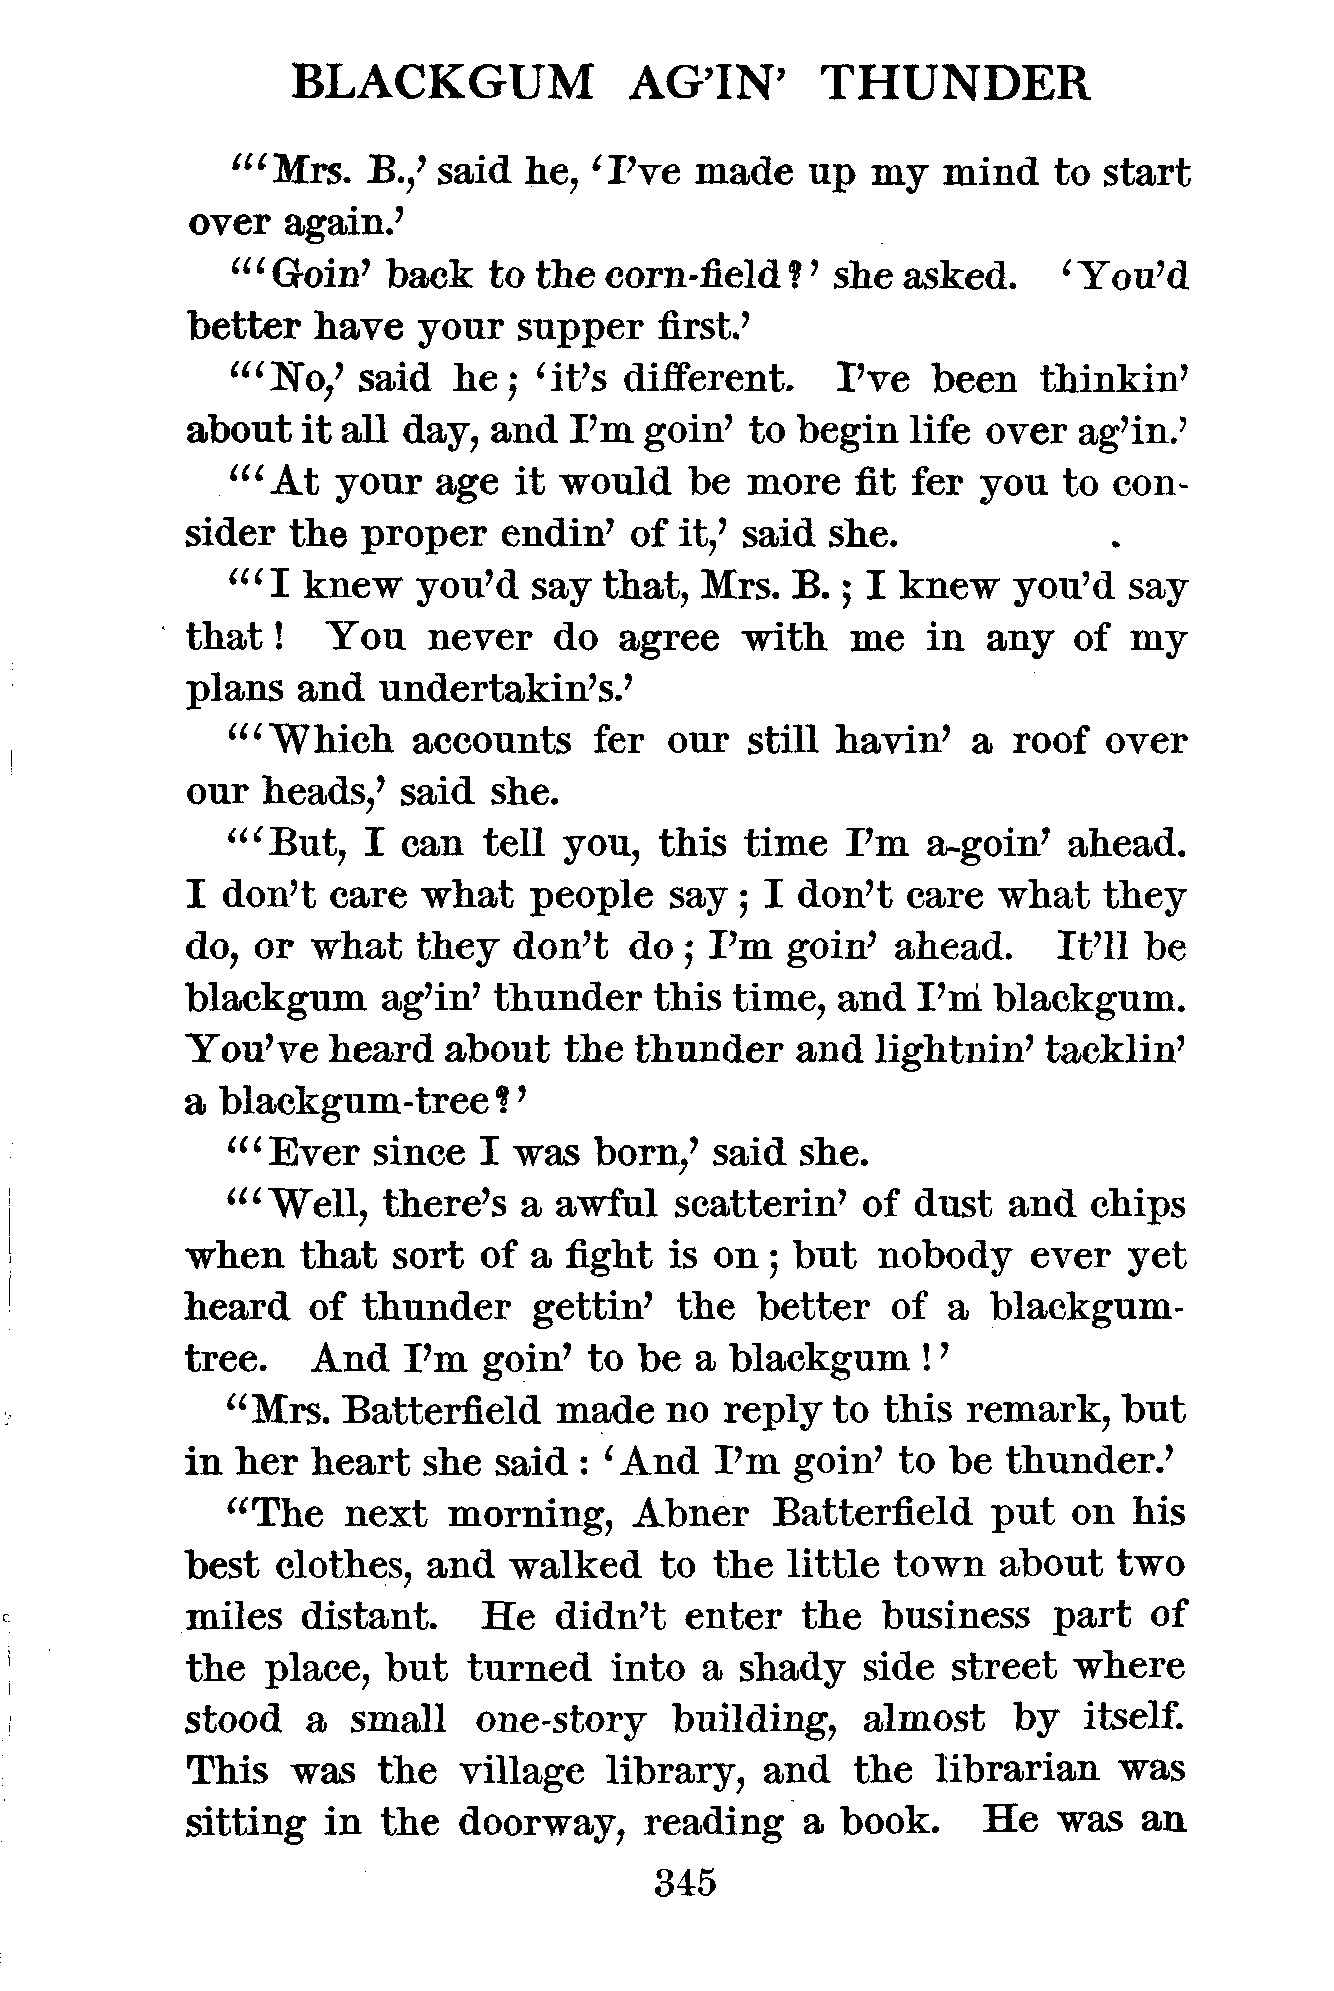 BLACKGUM AG'IN' THUNDER
"'Mrs. B.,' said he, 'I've made up my mind to start
over again.'
"'Goin' back to the corn-field?' she asked. 'You'd
better have your supper first.'
"'No,' said he; 'it's different. I've been thinkin'
about it all day, and I'm goin' to begin life over ag'in.'
"'At your age it would be more fit fer you to con-
sider the proper endin' of it,' said she.
"'I knew you'd say that, Mrs. B.; I knew you'd say
that! You never do agree with me in any of my
plans and undertakin's.'
"'Which accounts fer our still havin' a roof over
our heads,' said she.
"'But, I can tell you, this time I'm a-goin' ahead.
I don't care what people say; I don't care what they
do, or what they don't do; I'm goin' ahead. It'll be
blackgum ag'in' thunder this time, and I'm blackgum.
You've heard about the thunder and lightnin' tacklin'
a blackgum-tree?'
"'Ever since I was born,' said she.
"'Well, there's a awful scatterin' of dust and chips
when that sort of a fight is on; but nobody ever yet
heard of thunder gettin' the better of a blackgum-
tree. And I'm goin' to be a blackgum!'
"Mrs. Batterfield made no reply to this remark, but
in her heart she said: 'And I'm goin' to be thunder.'
"The next morning, Abner Batterfield put on his
best clothes, and walked to the little town about two
miles distant. He didn't enter the business part of
the place, but turned into a shady side street where
stood a small one-story building, almost by itself.
This was the village library, and the librarian was
sitting in the doorway, reading a book. He was an
345